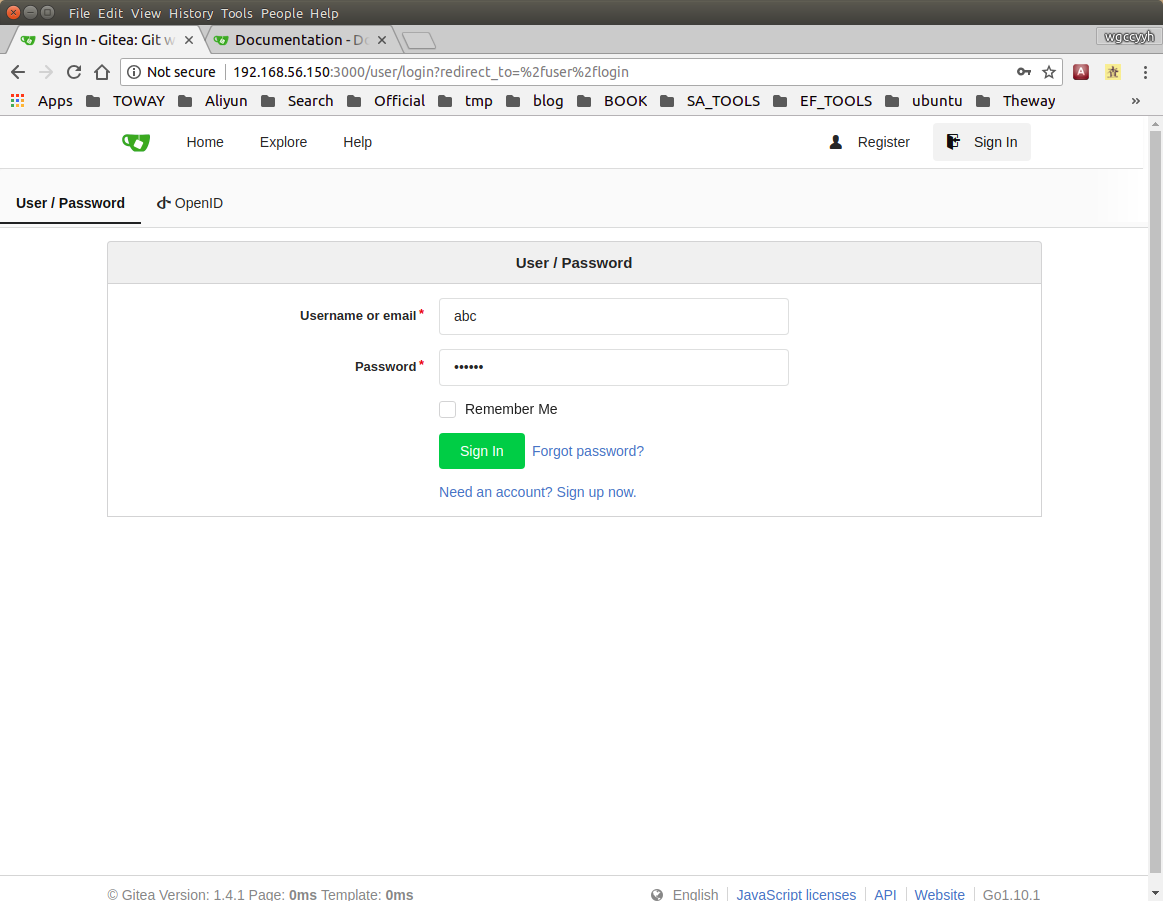 File Edit View History Tools People Help
Sign In - Gitea: Git w Documentation - Do wgccyyh
Not secure 192.168.56.150:3000/user/login?redirect_to=%2fuser%2flogin
Apps TOWAY Aliyun Search Official tmp blog BOOK SA_TOOLS EF_TOOLS ubuntu Theway »
Home Explore Help Register Sign In
User / Password OpenID
User / Password
Username or email* abc
Password* ••••••
Remember Me
Sign In Forgot password?
Need an account? Sign up now.
© Gitea Version: 1.4.1 Page: 0ms Template: 0ms English JavaScript licenses API Website Go1.10.1